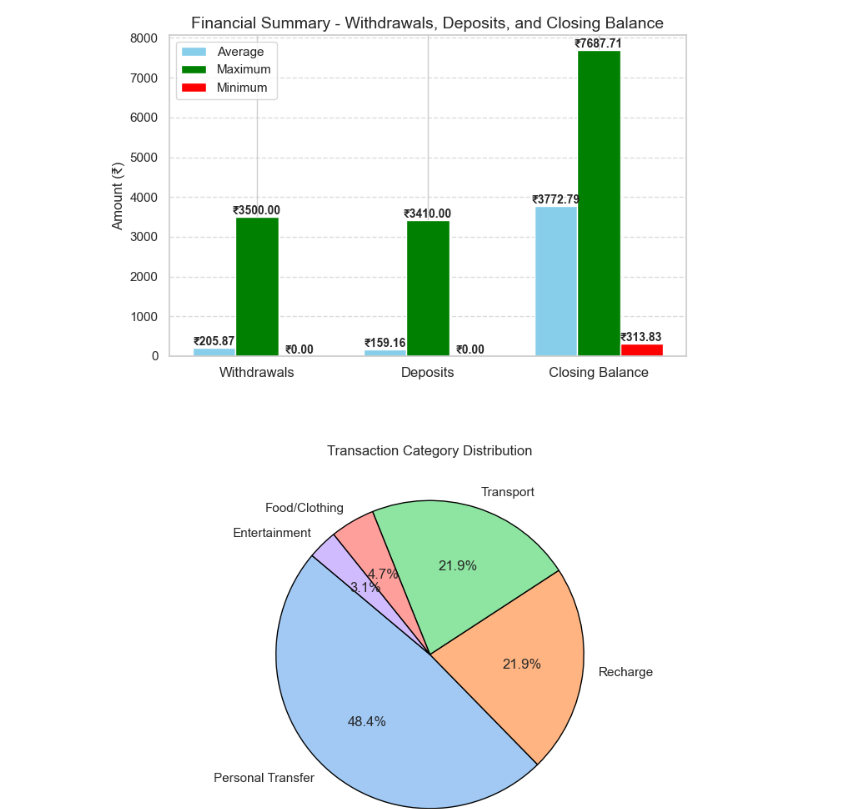 Financial Summary - Withdrawals, Deposits, and Closing Balance
8000
7000
6000
5000
4000
3000
2000
1000
0
Amount (₹)
Average
Maximum
Minimum
₹205.87
₹3500.00
₹0.00
₹159.16
₹3410.00
₹0.00
₹3772.79
₹7687.71
₹313.83
Withdrawals
Deposits
Closing Balance
Transaction Category Distribution
Transport
Food/Clothing
Entertainment
21.9%
4.7%
3.1%
21.9%
Recharge
48.4%
Personal Transfer